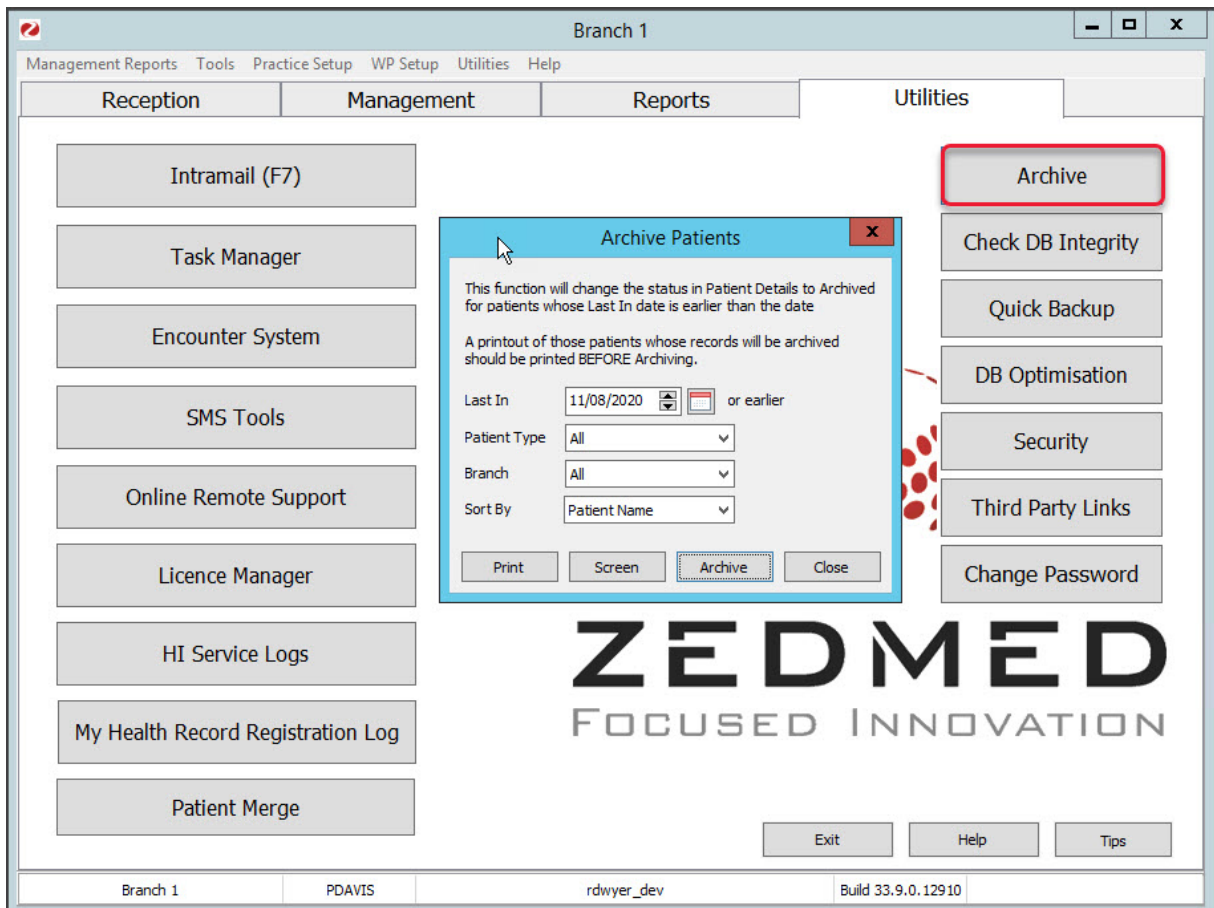 Branch 1
Management Reports Tools Practice Setup WP Setup Utilities Help
Reception Management Reports Utilities
Intramail (F7)
Task Manager
Encounter System
SMS Tools
Online Remote Support
Licence Manager
HI Service Logs
My Health Record Registration Log
Patient Merge
Archive Patients
This function will change the status in Patient Details to Archived
for patients whose Last In date is earlier than the date
A printout of those patients whose records will be archived
should be printed BEFORE Archiving.
Last In 11/08/2020 or earlier
Patient Type All
Branch All
Sort By Patient Name
Print Screen Archive Close
Archive
Check DB Integrity
Quick Backup
DB Optimisation
Security
Third Party Links
Change Password
ZEDMED
FOCUSED INNOVATION
Exit Help Tips
Branch 1 PDAVIS rdwyer_dev Build 33.9.0.12910